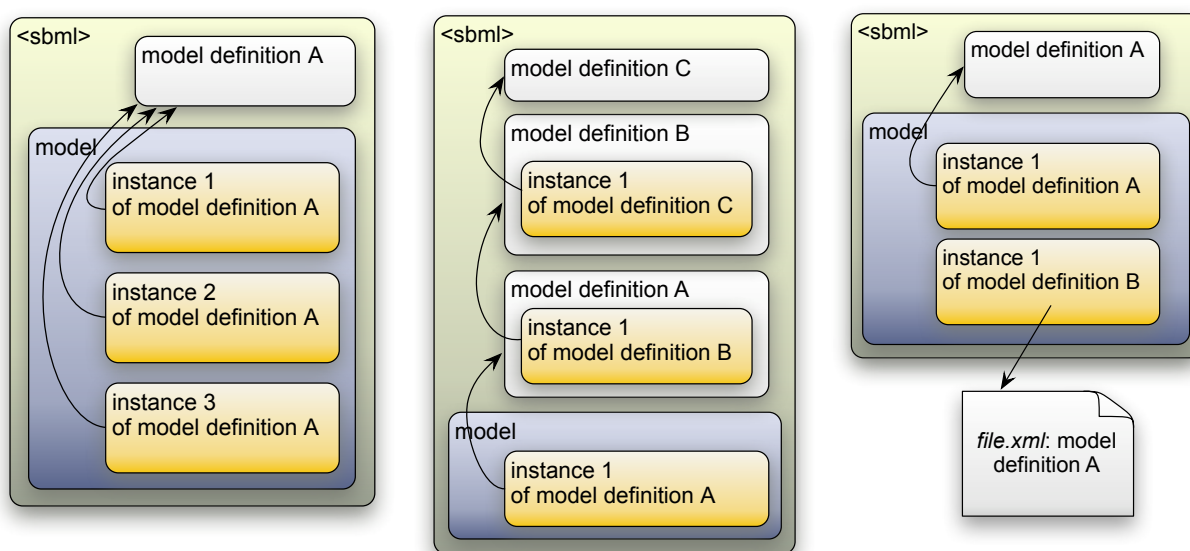 <sbml>
model definition A
model
instance 1
of model definition A
instance 2
of model definition A
instance 3
of model definition A
<sbml>
model definition C
model definition B
instance 1
of model definition C
model definition A
instance 1
of model definition B
model
instance 1
of model definition A
<sbml>
model definition A
model
instance 1
of model definition A
instance 1
of model definition B
file.xml: model
definition A